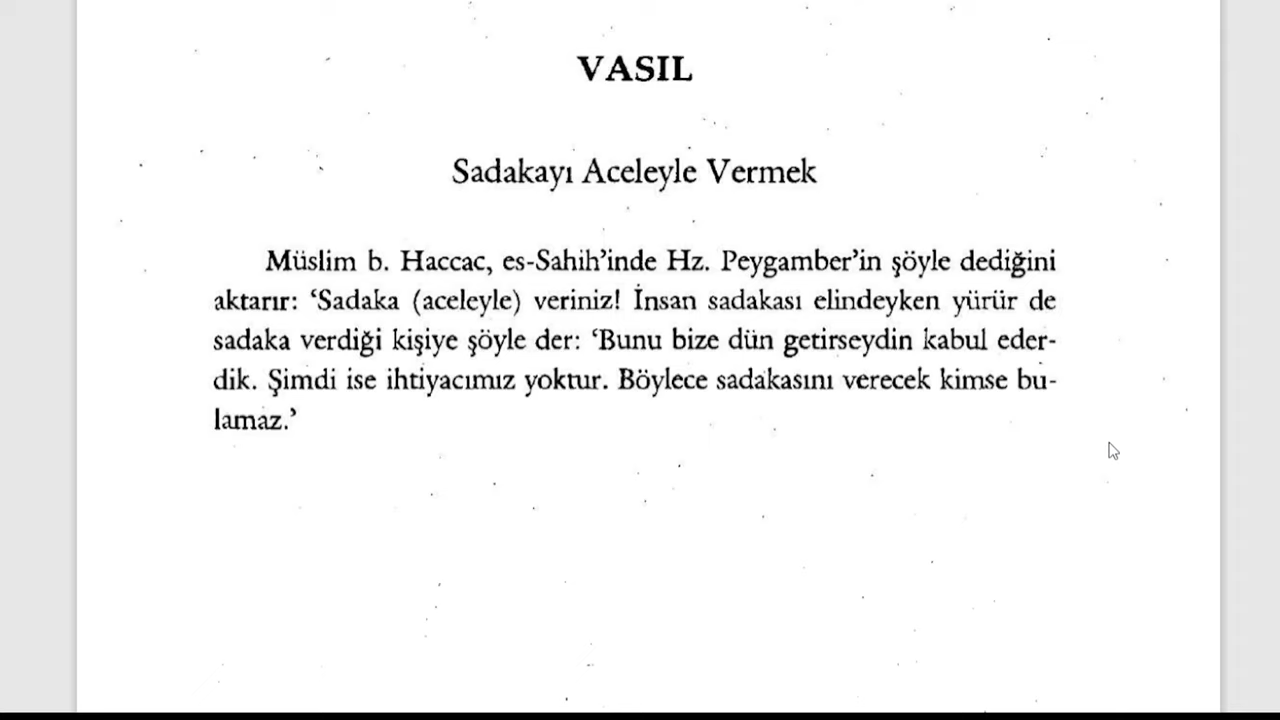 VASIL
Sadakayı Aceleyle Vermek
Müslim b. Haccac, es-Sahih’inde Hz. Peygamber’in şöyle dediğini
aktarır: ‘Sadaka (aceleyle) veriniz! İnsan sadakası elindeyken yürür de
sadaka verdiği kişiye şöyle der: ‘Bunu bize dün getirseydin kabul eder-
dik. Şimdi ise ihtiyacımız yoktur. Böylece sadakasını verecek kimse bu-
lamaz.’